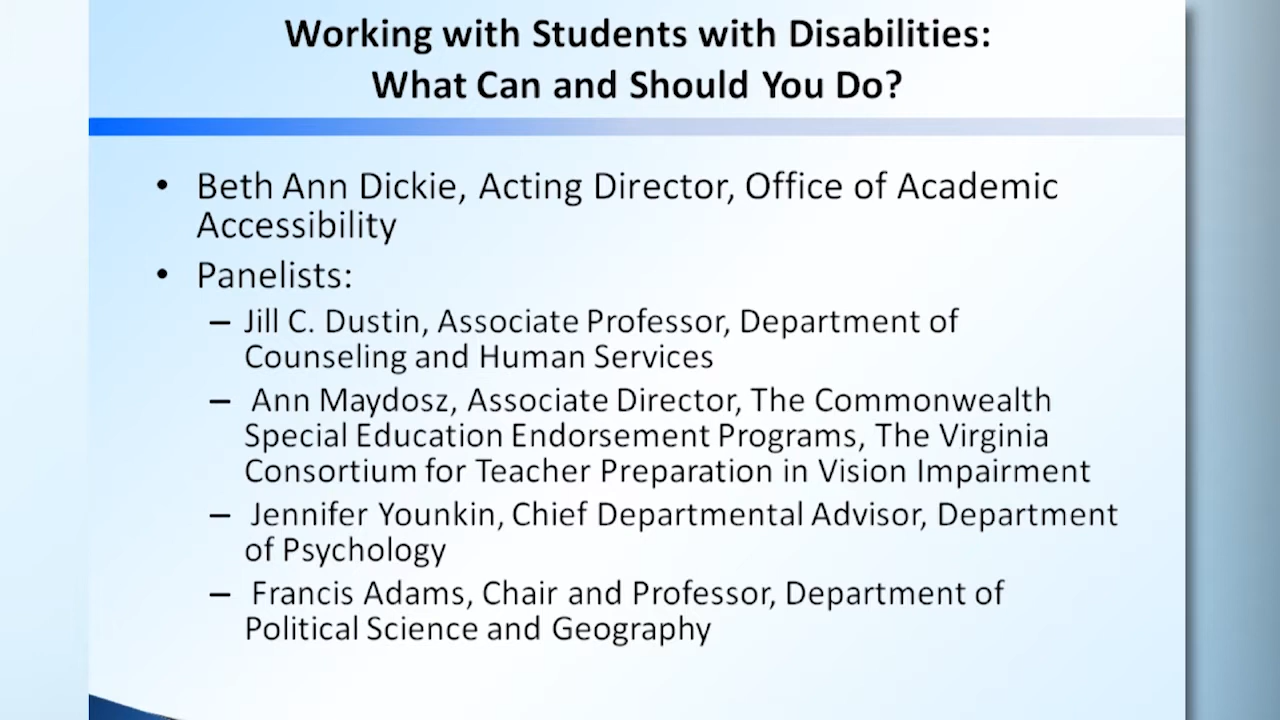 Working with Students with Disabilities:
What Can and Should You Do?
• Beth Ann Dickie, Acting Director, Office of Academic
Accessibility
• Panelists:
– Jill C. Dustin, Associate Professor, Department of
Counseling and Human Services
– Ann Maydosz, Associate Director, The Commonwealth
Special Education Endorsement Programs, The Virginia
Consortium for Teacher Preparation in Vision Impairment
– Jennifer Younkin, Chief Departmental Advisor, Department
of Psychology
– Francis Adams, Chair and Professor, Department of
Political Science and Geography